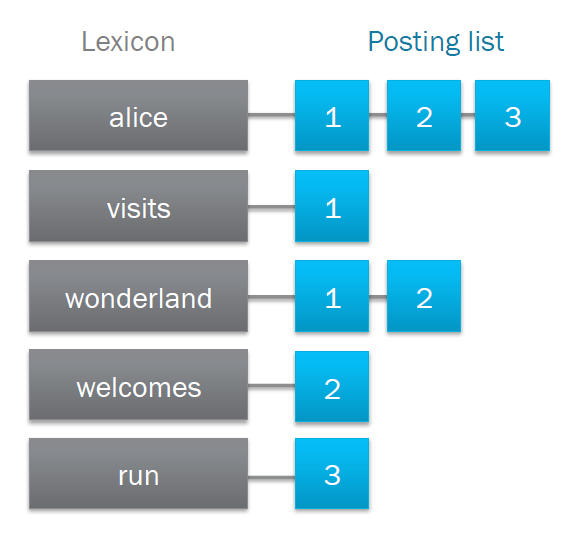 Lexicon Posting list
alice 1 2 3
visits 1
wonderland 1 2
welcomes 2
run 3